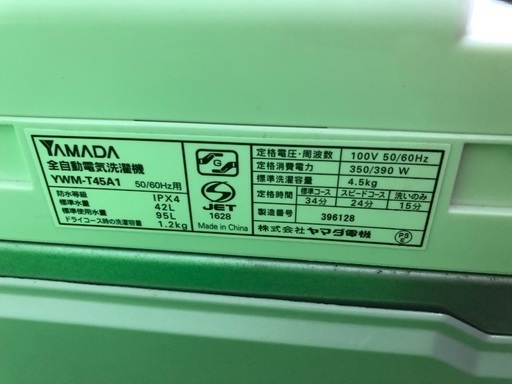 YAMADA
全自動電気洗濯機
YWM-T45A1 50/60Hz用
防水等級 IPX4
標準水量 42L
標準使用水量 95L
ドライコース時の洗濯容量 1.2kg
G
JET
1628
Made in China
定格電圧・周波数 100V 50/60Hz
定格消費電力 350/390 W
標準洗濯容量 4.5kg
定格時間 標準コース スピードコース 洗いのみ
34分 24分 15分
製造番号 396128
株式会社 ヤマダ電機
PS
E